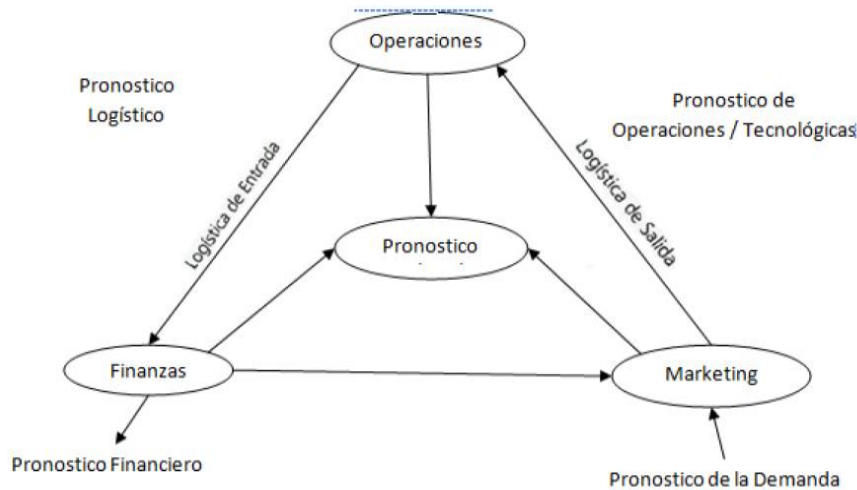 Operaciones
Pronostico
Logístico
Pronostico de
Operaciones / Tecnológicas
Logística de Entrada
Logística de Salida
Pronostico
Finanzas
Marketing
Pronostico Financiero
Pronostico de la Demanda